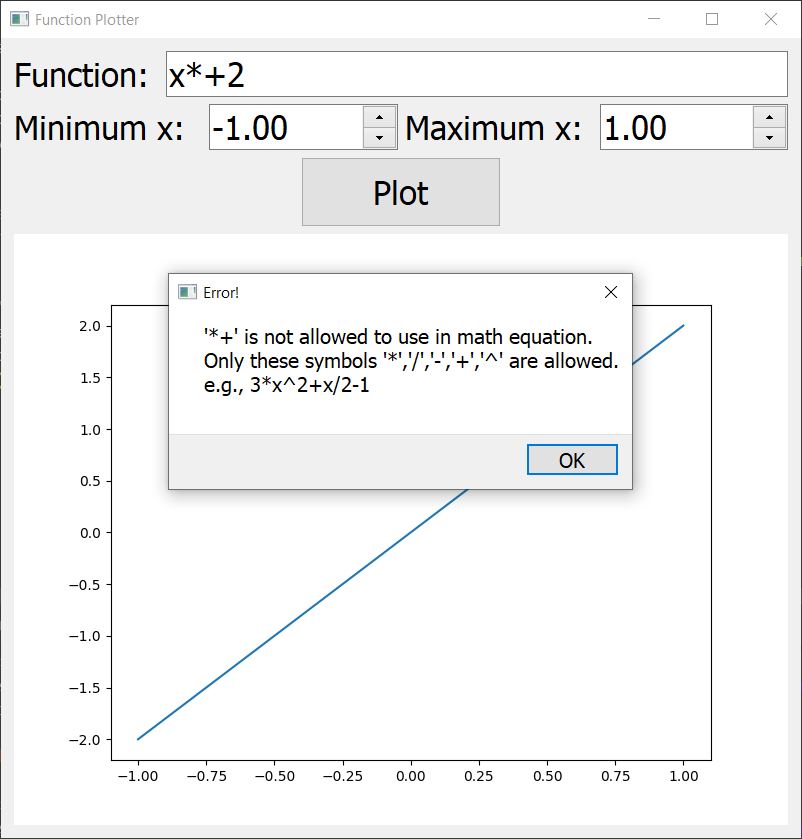 Function Plotter
Function: x*+2
Minimum x: -1.00 Maximum x: 1.00
Plot
Error!
'*+' is not allowed to use in math equation.
Only these symbols '*','/','-','+','^' are allowed.
e.g., 3*x^2+x/2-1
OK
2.0
1.5
1.0
0.5
0.0
−0.5
−1.0
−1.5
−2.0
−1.00 −0.75 −0.50 −0.25 0.00 0.25 0.50 0.75 1.00